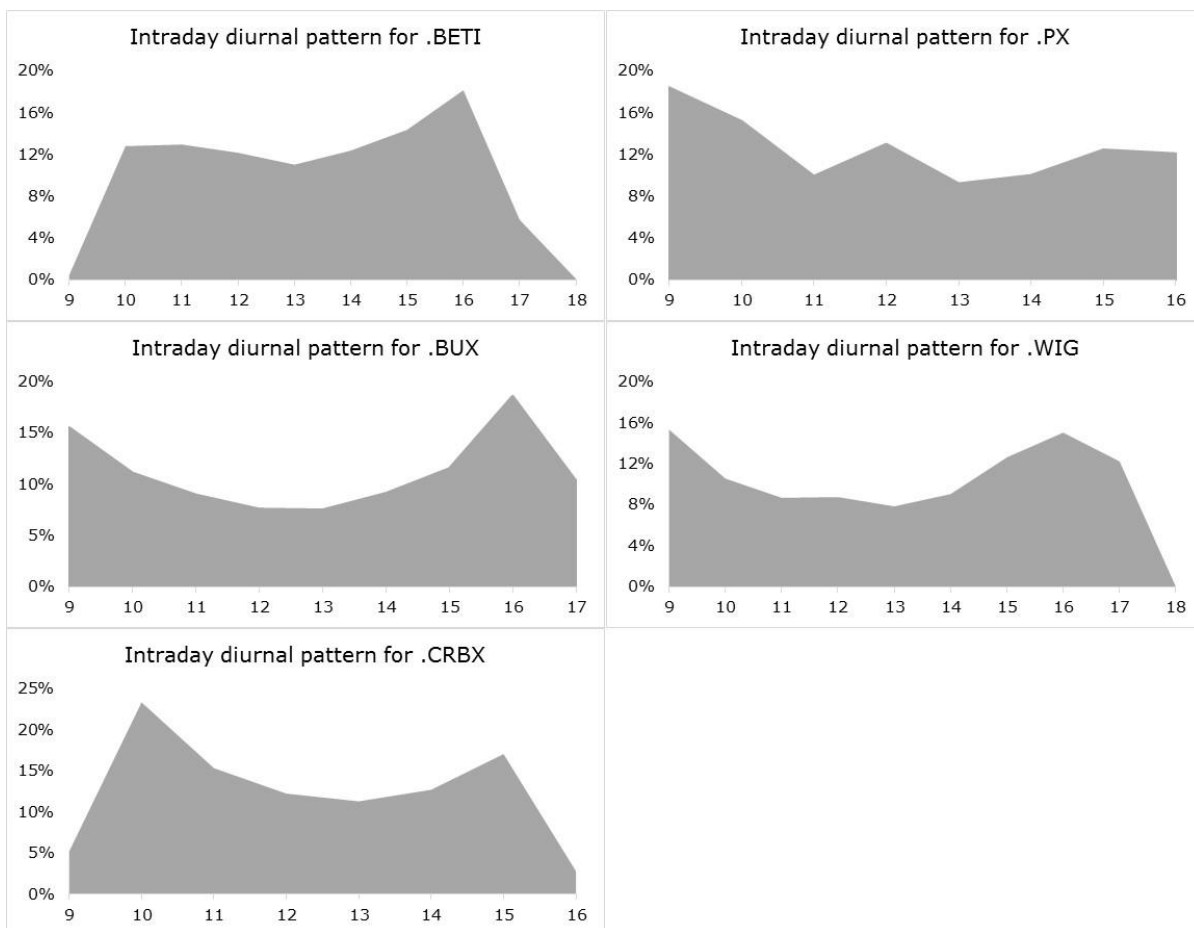 Intraday diurnal pattern for .BETI
20%
16%
12%
8%
4%
0%
9 10 11 12 13 14 15 16 17 18
Intraday diurnal pattern for .PX
20%
16%
12%
8%
4%
0%
9 10 11 12 13 14 15 16
Intraday diurnal pattern for .BUX
20%
15%
10%
5%
0%
9 10 11 12 13 14 15 16 17
Intraday diurnal pattern for .WIG
20%
16%
12%
8%
4%
0%
9 10 11 12 13 14 15 16 17 18
Intraday diurnal pattern for .CRBX
25%
20%
15%
10%
5%
0%
9 10 11 12 13 14 15 16